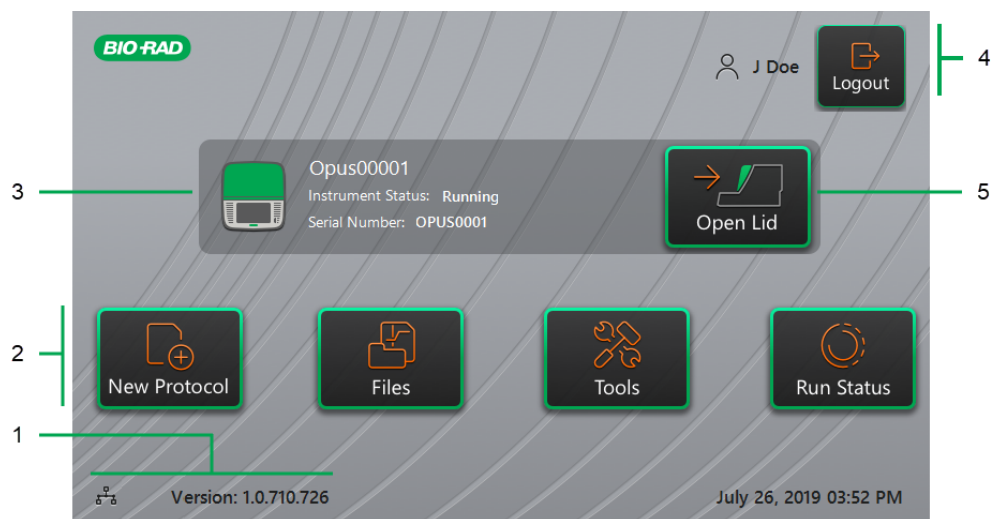 BIO-RAD
J Doe
Logout
4
Opus00001
Instrument Status: Running
Serial Number: OPUS0001
Open Lid
3
5
New Protocol
Files
Tools
Run Status
2
1
Version: 1.0.710.726
July 26, 2019 03:52 PM